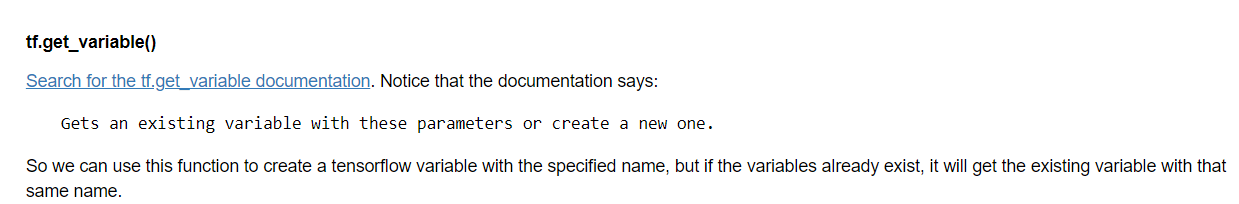 tf.get_variable()
Search for the tf.get_variable documentation. Notice that the documentation says:
Gets an existing variable with these parameters or create a new one.
So we can use this function to create a tensorflow variable with the specified name, but if the variables already exist, it will get the existing variable with that
same name.